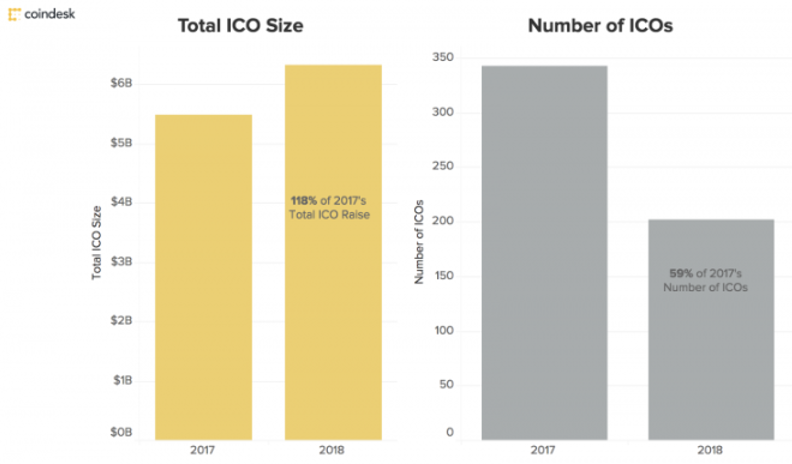 coindesk
Total ICO Size
Total ICO Size
$6B
$5B
$4B
$3B
$2B
$1B
$0B
118% of 2017's
Total ICO Raise
2017
2018
Number of ICOs
Number of ICOs
350
300
250
200
150
100
50
0
59% of 2017's
Number of ICOs
2017
2018